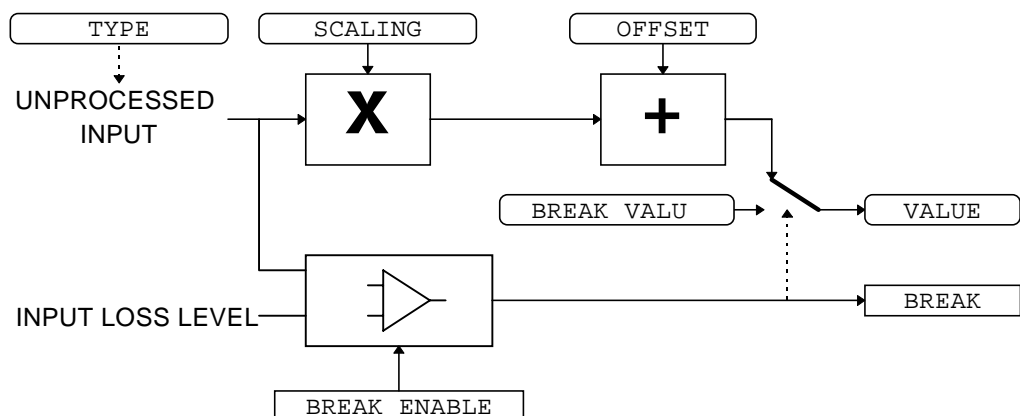 TYPE
SCALING
OFFSET
UNPROCESSED
INPUT
X
+
BREAK VALU
VALUE
INPUT LOSS LEVEL
BREAK
BREAK ENABLE